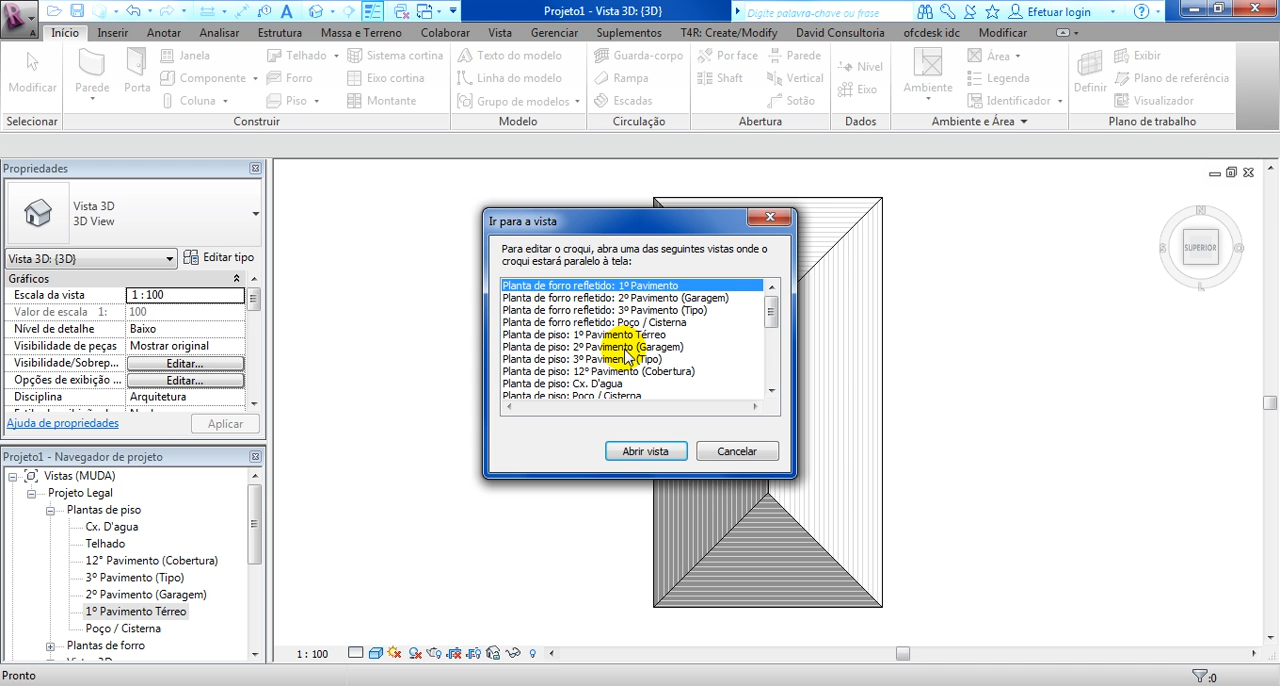 Projeto1 - Vista 3D: {3D}
Digite palavra-chave ou frase
Efetuar login
Início Inserir Anotar Analisar Estrutura Massa e Terreno Colabora Vista Gerenciar Suplementos T4R: Create/Modify David Consultoria ofcdesk idc Modificar
Modificar
Selecionar
Parede
Porta
Janela
Componente
Coluna
Telhado
Forro
Piso
Sistema cortina
Eixo cortina
Montante
Construir
Texto do modelo
Linha do modelo
Grupo de modelos
Modelo
Guarda-corpo
Rampa
Escadas
Circulação
Por face
Shaft
Parede
Vertical
Sotão
Abertura
Nível
Eixo
Dados
Ambiente
Área
Legenda
Identificador
Ambiente e Área
Definir
Exibir
Plano de referência
Visualizador
Plano de trabalho
Propriedades
Vista 3D
3D View
Vista 3D: {3D}
Editar tipo
Gráficos
Escala da vista 1 : 100
Valor de escala 1: 100
Nível de detalhe Baixo
Visibilidade de peças Mostrar original
Visibilidade/Sobrep... Editar...
Opções de exibição ... Editar...
Disciplina Arquitetura
Ajuda de propriedades
Aplicar
Projeto1 - Navegador de projeto
Vistas (MUDA)
Projeto Legal
Plantas de piso
Cx. D'agua
Telhado
12° Pavimento (Cobertura)
3º Pavimento (Tipo)
2º Pavimento (Garagem)
1º Pavimento Térreo
Poço / Cisterna
Plantas de forro
Ir para a vista
Para editar o croqui, abra uma das seguintes vistas onde o
croqui estará paralelo à tela:
Planta de forro refletido: 1º Pavimento
Planta de forro refletido: 2º Pavimento (Garagem)
Planta de forro refletido: 3º Pavimento (Tipo)
Planta de forro refletido: Poço / Cisterna
Planta de piso: 1º Pavimento Térreo
Planta de piso: 2º Pavimento (Garagem)
Planta de piso: 3º Pavimento (Tipo)
Planta de piso: 12° Pavimento (Cobertura)
Planta de piso: Cx. D'agua
Planta de piso: Poço / Cisterna
Abrir vista
Cancelar
SUPERIOR
1 : 100
Pronto
:0